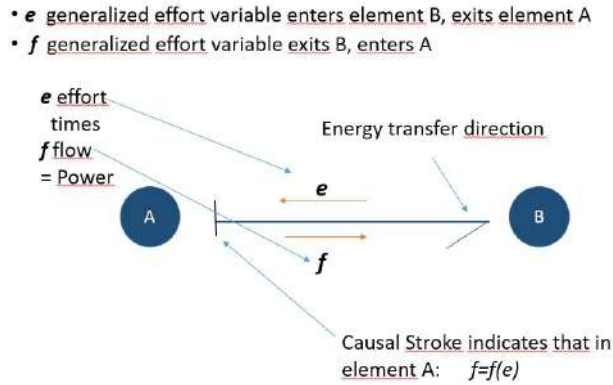 • e generalized effort variable enters element B, exits element A
• f generalized effort variable exits B, enters A
e effort
times
f flow
= Power
Energy transfer direction
e
A
B
f
Causal Stroke indicates that in
element A: f=f(e)